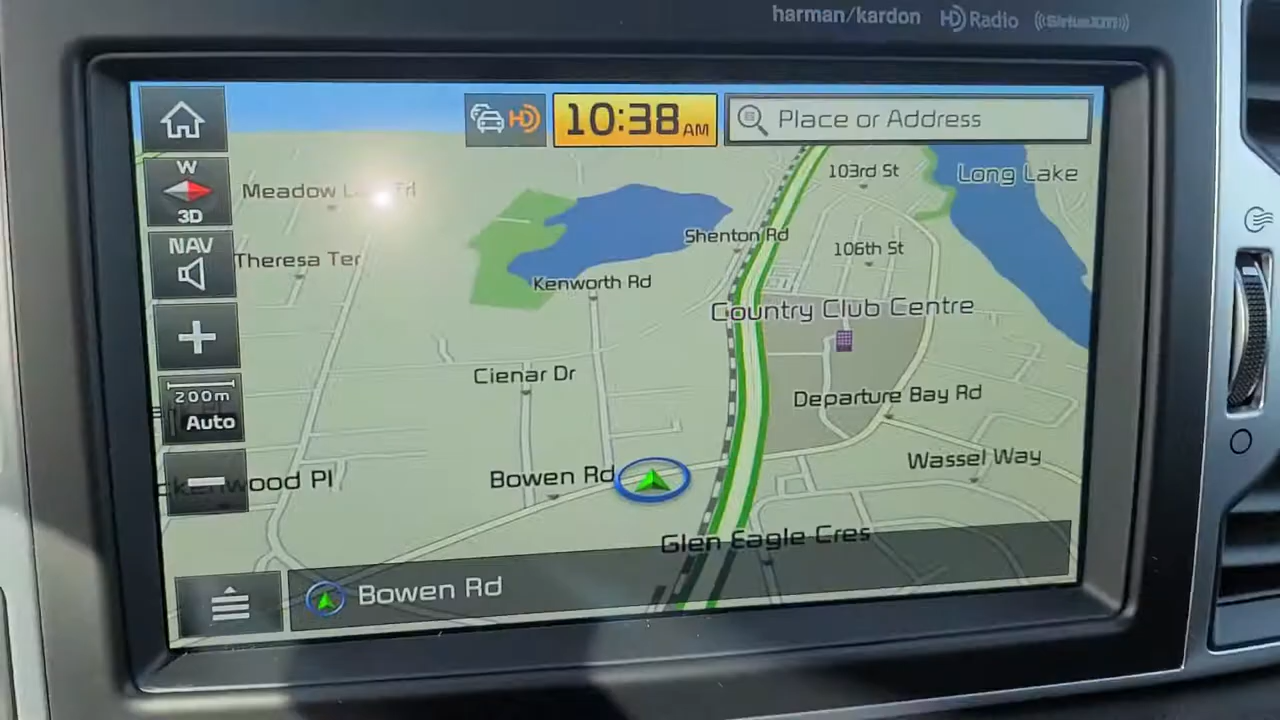 harman/kardon HD Radio ((SiriusXM))
10:38 AM
HD
Place or Address
W
3D
NAV
200m
Auto
Meadow
Theresa Ter
103rd St
Long Lake
Shenton Rd
106th St
Kenworth Rd
Country Club Centre
Cienar Dr
Departure Bay Rd
Bowen Rd
Wassel Way
wood Pl
Glen Eagle Cres
Bowen Rd